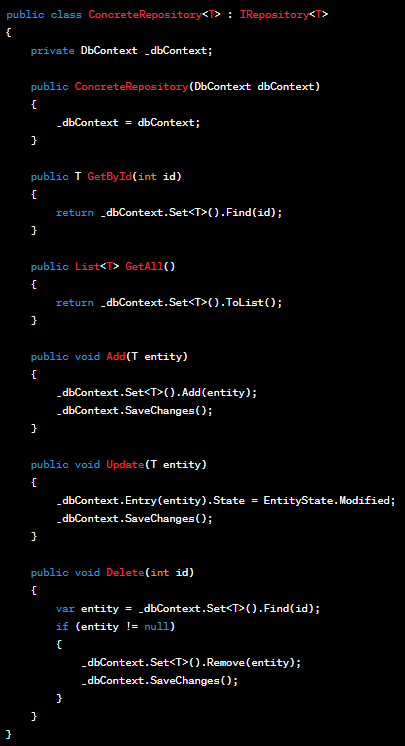 public class ConcreteRepository<T> : IRepository<T>
{
    private DbContext _dbContext;

    public ConcreteRepository(DbContext dbContext)
    {
        _dbContext = dbContext;
    }

    public T GetById(int id)
    {
        return _dbContext.Set<T>().Find(id);
    }

    public List<T> GetAll()
    {
        return _dbContext.Set<T>().ToList();
    }

    public void Add(T entity)
    {
        _dbContext.Set<T>().Add(entity);
        _dbContext.SaveChanges();
    }

    public void Update(T entity)
    {
        _dbContext.Entry(entity).State = EntityState.Modified;
        _dbContext.SaveChanges();
    }

    public void Delete(int id)
    {
        var entity = _dbContext.Set<T>().Find(id);
        if (entity != null)
        {
            _dbContext.Set<T>().Remove(entity);
            _dbContext.SaveChanges();
        }
    }
}